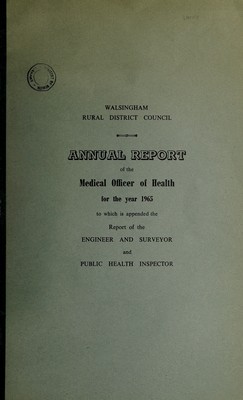 WALSINGHAM
RURAL DISTRICT COUNCIL
ANNUAL REPORT
of the
Medical Officer of Health
for the year 1965
to which is appended the
Report of the
ENGINEER AND SURVEYOR
and
PUBLIC HEALTH INSPECTOR